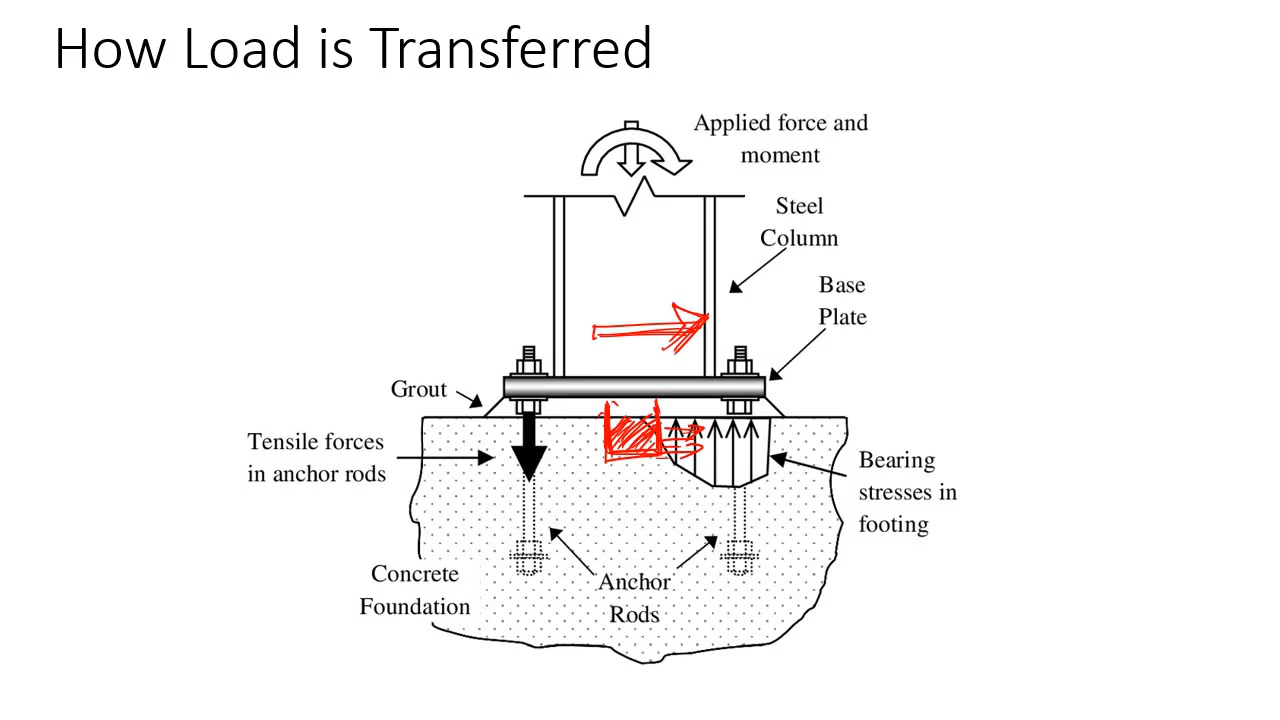 How Load is Transferred
Applied force and
moment
Steel
Column
Base
Plate
Grout
Tensile forces
in anchor rods
Bearing
stresses in
footing
Concrete
Foundation
Anchor
Rods